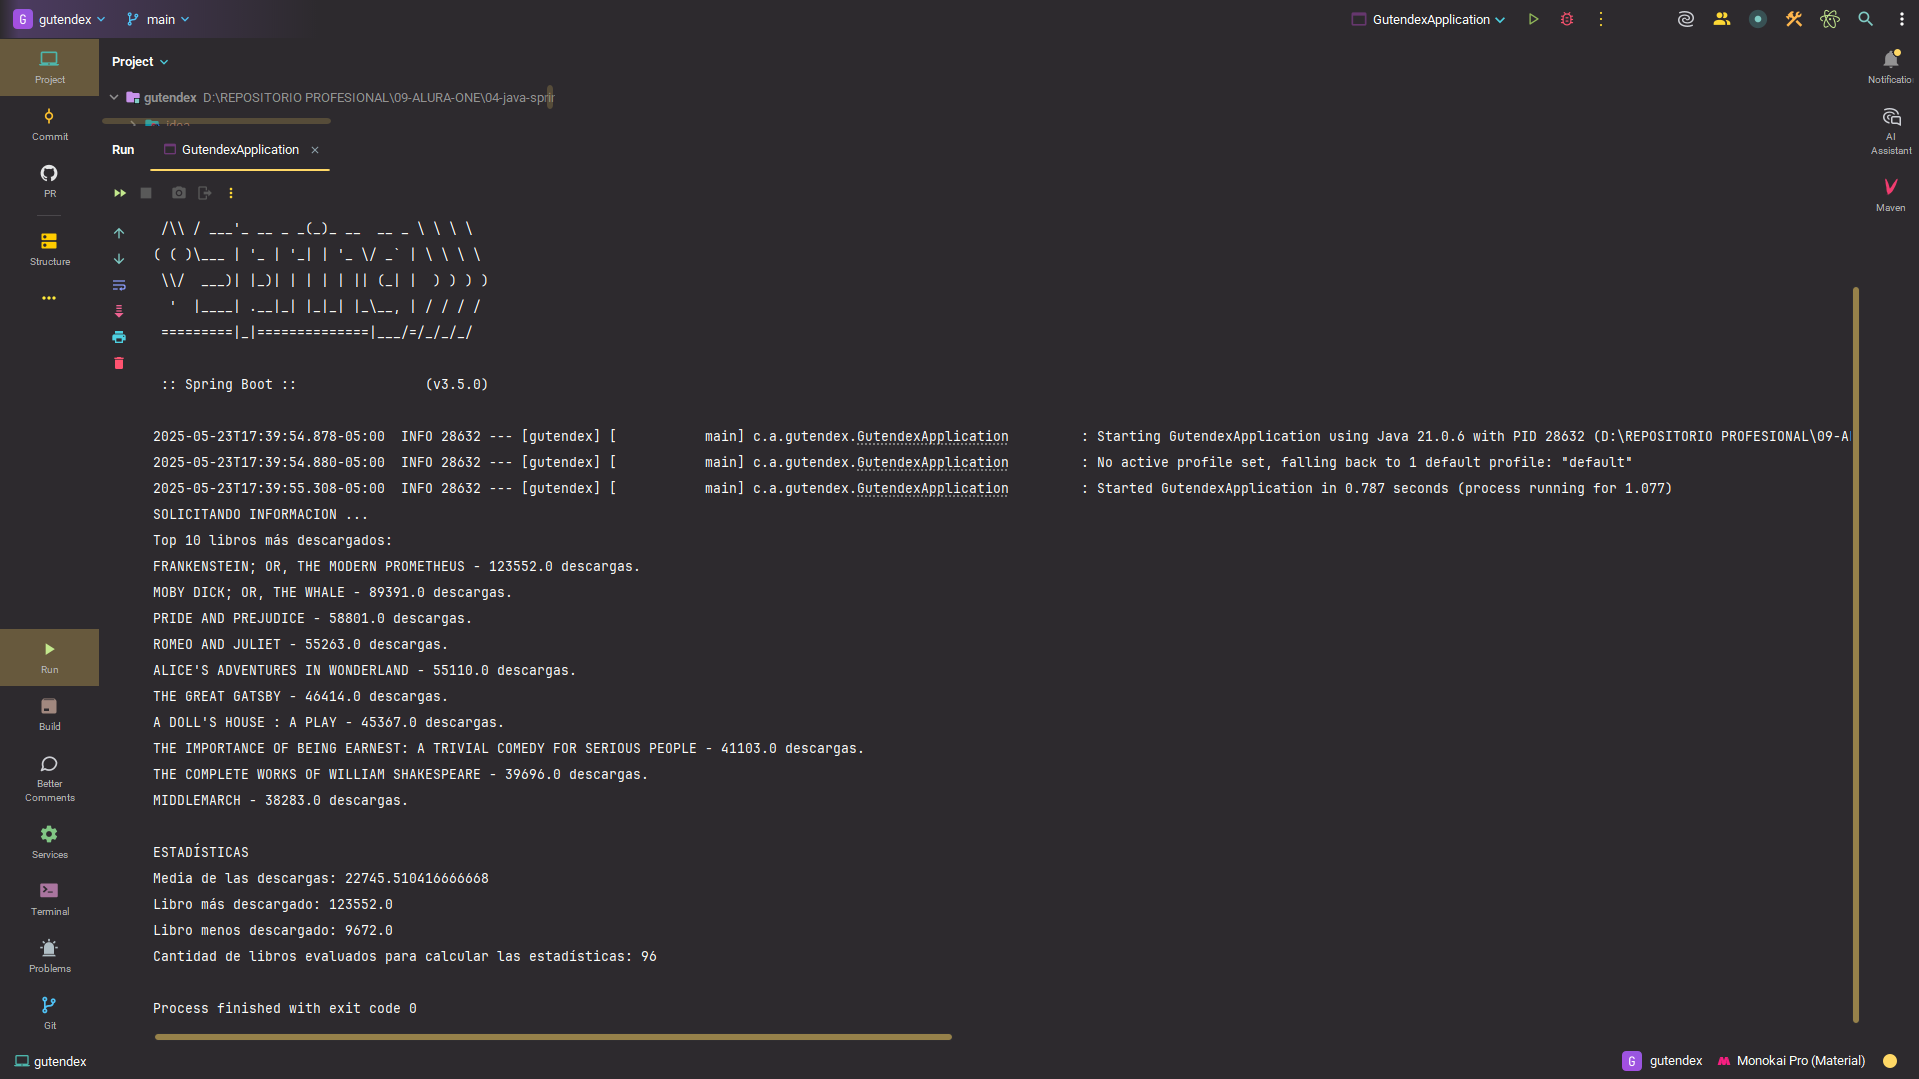 G gutendex main GutendexApplication
Project
Project
gutendex D:\REPOSITORIO PROFESIONAL\09-ALURA-ONE\04-java-sprin
Notificatio
Commit
.idea
AI Assistant
Run GutendexApplication
PR
Maven
Structure
 /\\ / ___'_ __ _ _(_)_ __  __ _ \ \ \ \
( ( )\___ | '_ | '_| | '_ \/ _` | \ \ \ \
 \\/  ___)| |_)| | | | | || (_| |  ) ) ) )
  '  |____| .__|_| |_|_| |_\__, | / / / /
 =========|_|==============|___/=/_/_/_/
:: Spring Boot :: (v3.5.0)
2025-05-23T17:39:54.878-05:00  INFO 28632 --- [gutendex] [           main] c.a.gutendex.GutendexApplication         : Starting GutendexApplication using Java 21.0.6 with PID 28632 (D:\REPOSITORIO PROFESIONAL\09-AL
2025-05-23T17:39:54.880-05:00  INFO 28632 --- [gutendex] [           main] c.a.gutendex.GutendexApplication         : No active profile set, falling back to 1 default profile: "default"
2025-05-23T17:39:55.308-05:00  INFO 28632 --- [gutendex] [           main] c.a.gutendex.GutendexApplication         : Started GutendexApplication in 0.787 seconds (process running for 1.077)
SOLICITANDO INFORMACION ...
Top 10 libros más descargados:
FRANKENSTEIN; OR, THE MODERN PROMETHEUS - 123552.0 descargas.
MOBY DICK; OR, THE WHALE - 89391.0 descargas.
PRIDE AND PREJUDICE - 58801.0 descargas.
ROMEO AND JULIET - 55263.0 descargas.
ALICE'S ADVENTURES IN WONDERLAND - 55110.0 descargas.
THE GREAT GATSBY - 46414.0 descargas.
A DOLL'S HOUSE : A PLAY - 45367.0 descargas.
THE IMPORTANCE OF BEING EARNEST: A TRIVIAL COMEDY FOR SERIOUS PEOPLE - 41103.0 descargas.
THE COMPLETE WORKS OF WILLIAM SHAKESPEARE - 39696.0 descargas.
MIDDLEMARCH - 38283.0 descargas.
ESTADÍSTICAS
Media de las descargas: 22745.510416666668
Libro más descargado: 123552.0
Libro menos descargado: 9672.0
Cantidad de libros evaluados para calcular las estadísticas: 96
Process finished with exit code 0
Run
Build
Better
Comments
Services
Terminal
Problems
Git
gutendex
G gutendex Monokai Pro (Material)